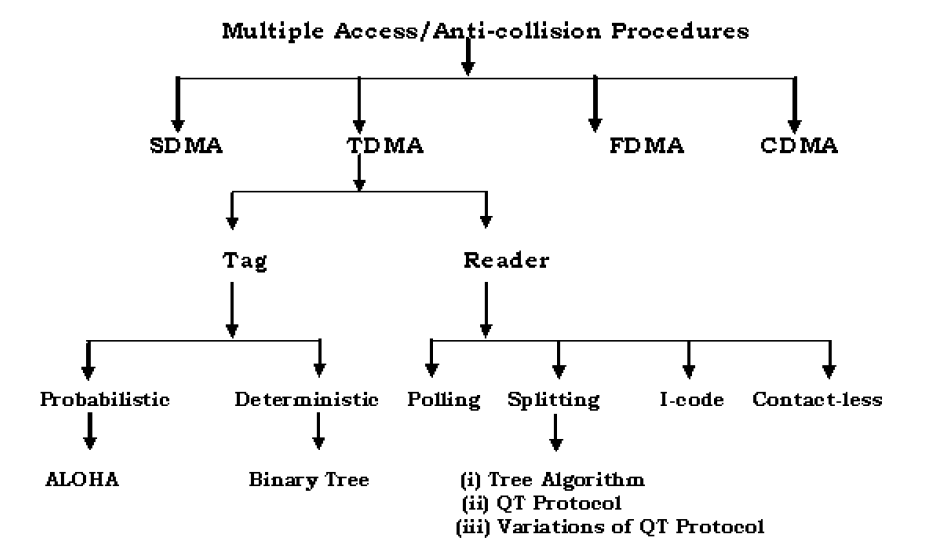 Multiple Access/Anti-collision Procedures
SDMA TDMA FDMA CDMA
Tag Reader
Probabilistic Deterministic Polling Splitting I-code Contact-less
ALOHA Binary Tree (i) Tree Algorithm
(ii) QT Protocol
(iii) Variations of QT Protocol